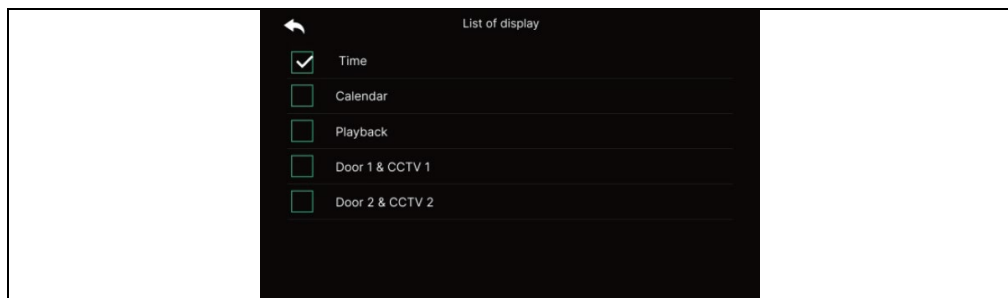 List of display
Time
Calendar
Playback
Door 1 & CCTV 1
Door 2 & CCTV 2